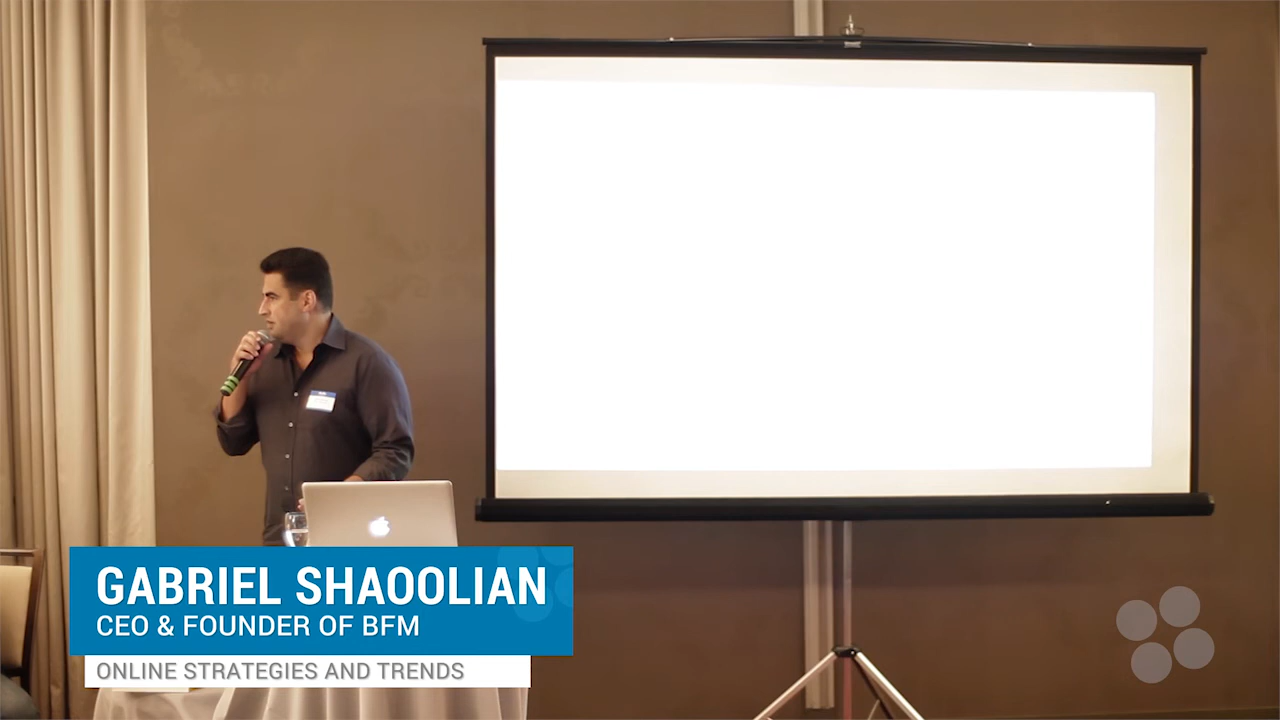 GABRIEL SHAOOLIAN
CEO & FOUNDER OF BFM
ONLINE STRATEGIES AND TRENDS